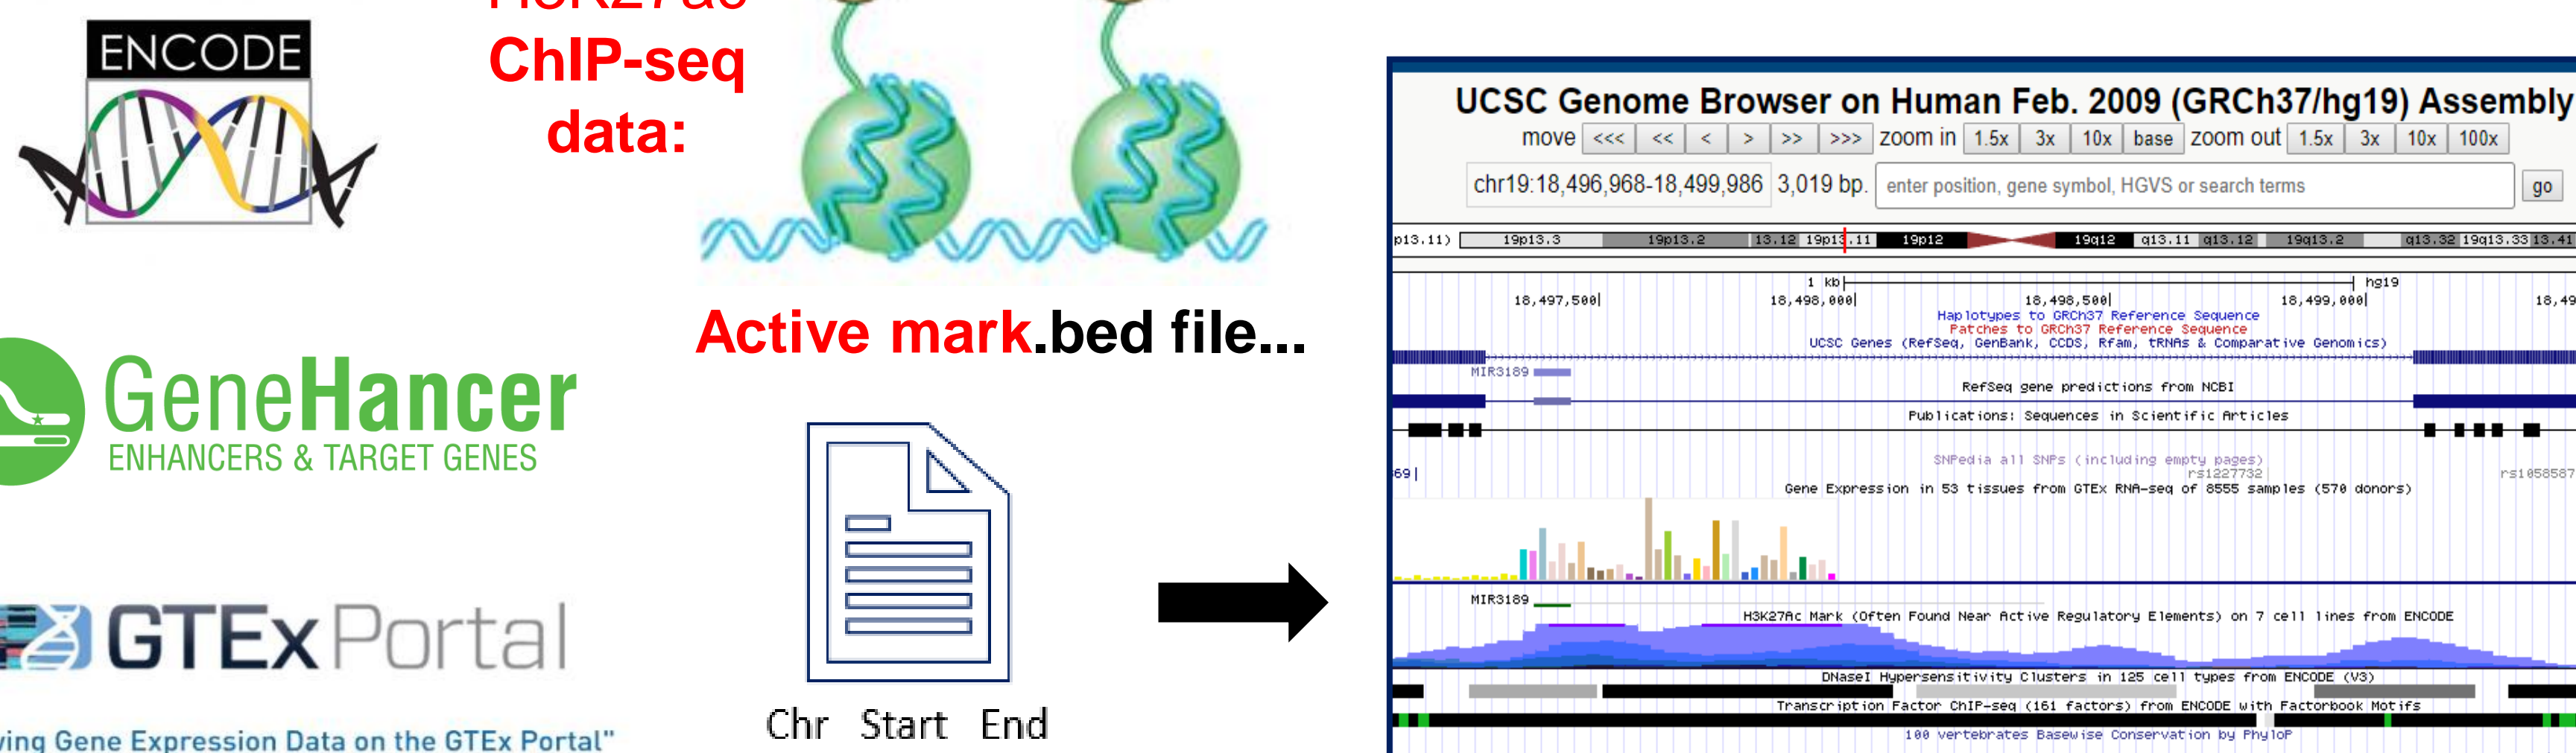 ENCODE
ChIP-seq
data:
GeneHancer
ENHANCERS & TARGET GENES
GTEx Portal
Gene Expression Data on the GTEx Portal"
Active mark.bed file...
Chr Start End
UCSC Genome Browser on Human Feb. 2009 (GRCh37/hg19) Assembly
move <<< << < > >> >>> zoom in 1.5x 3x 10x base zoom out 1.5x 3x 10x 100x
chr19:18,496,968-18,499,986 3,019 bp. enter position, gene symbol, HGVS or search terms go
p13.11) 19p13.3 19p13.2 13.12 19p13.11 19p12 19q12 q13.11 q13.12 19q13.2 q13.32 19q13.33 13.41
1 kb hg19
18,497,500| 18,498,000| 18,498,500| 18,499,000| 18,49
Haplotypes to GRCh37 Reference Sequence
Patches to GRCh37 Reference Sequence
UCSC Genes (RefSeq, GenBank, CCDS, Rfam, tRNAs & Comparative Genomics)
MIR3189
RefSeq gene predictions from NCBI
Publications: Sequences in Scientific Articles
SNPedia all SNPs (including empty pages)
69| rs1227732| rs1058587
Gene Expression in 53 tissues from GTEx RNA-seq of 8555 samples (570 donors)
MIR3189
H3K27Ac Mark (Often Found Near Active Regulatory Elements) on 7 cell lines from ENCODE
DNaseI Hypersensitivity Clusters in 125 cell types from ENCODE (V3)
Transcription Factor ChIP-seq (161 factors) from ENCODE with Factorbook Motifs
100 vertebrates Basewise Conservation by PhyloP